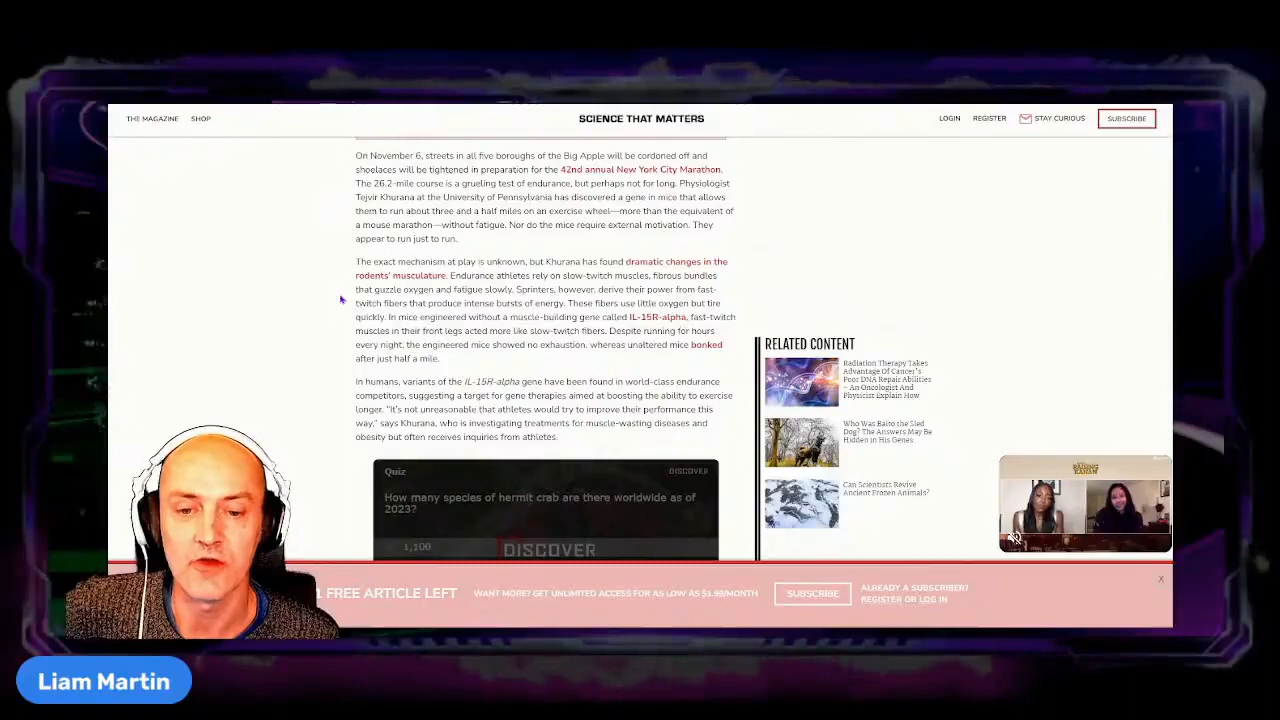 THE MAGAZINE SHOP SCIENCE THAT MATTERS LOGIN REGISTER STAY CURIOUS SUBSCRIBE
On November 6, streets in all five boroughs of the Big Apple will be cordoned off and
shoelaces will be tightened in preparation for the 42nd annual New York City Marathon.
The 26.2-mile course is a grueling test of endurance, but perhaps not for long. Physiologist
Tejvir Khurana at the University of Pennsylvania has discovered a gene in mice that allows
them to run about three and a half miles on an exercise wheel—more than the equivalent of
a mouse marathon—without fatigue. Nor do the mice require external motivation. They
appear to run just to run.
The exact mechanism at play is unknown, but Khurana has found dramatic changes in the
rodents' musculature. Endurance athletes rely on slow-twitch muscles, fibrous bundles
that guzzle oxygen and fatigue slowly. Sprinters, however, derive their power from fast-
twitch fibers that produce intense bursts of energy. These fibers use little oxygen but tire
quickly. In mice engineered without a muscle-building gene called IL-15R-alpha, fast-twitch
muscles in their front legs acted more like slow-twitch fibers. Despite running for hours
every night, the engineered mice showed no exhaustion, whereas unaltered mice bonked
after just half a mile.
In humans, variants of the IL-15R-alpha gene have been found in world-class endurance
competitors, suggesting a target for gene therapies aimed at boosting the ability to exercise
longer. "It's not unreasonable that athletes would try to improve their performance this
way," says Khurana, who is investigating treatments for muscle-wasting diseases and
obesity but often receives inquiries from athletes.
Quiz DISCOVER
How many species of hermit crab are there worldwide as of
2023?
1,100
DISCOVER
RELATED CONTENT
Radiation Therapy Takes
Advantage Of Cancer's
Poor DNA Repair Abilities
– An Oncologist And
Physicist Explain How
Who Was Balto the Sled
Dog? The Answers May Be
Hidden in His Genes
Can Scientists Revive
Ancient Frozen Animals?
RAISING
KANAN
1 FREE ARTICLE LEFT WANT MORE? GET UNLIMITED ACCESS FOR AS LOW AS $1.99/MONTH SUBSCRIBE
ALREADY A SUBSCRIBER?
REGISTER OR LOG IN
X
Liam Martin